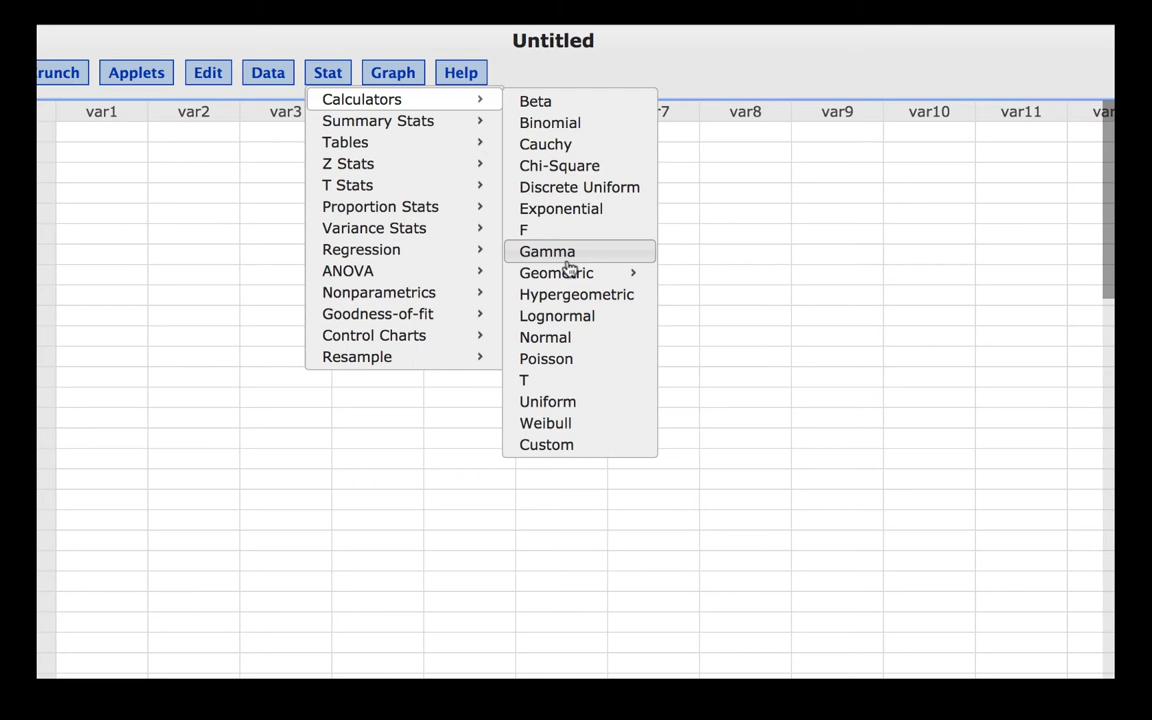 Untitled
runch Applets Edit Data Stat Graph Help
var1 var2 var3 r7 var8 var9 var10 var11 var
Calculators
Summary Stats
Tables
Z Stats
T Stats
Proportion Stats
Variance Stats
Regression
ANOVA
Nonparametrics
Goodness-of-fit
Control Charts
Resample
Beta
Binomial
Cauchy
Chi-Square
Discrete Uniform
Exponential
F
Gamma
Geometric
Hypergeometric
Lognormal
Normal
Poisson
T
Uniform
Weibull
Custom